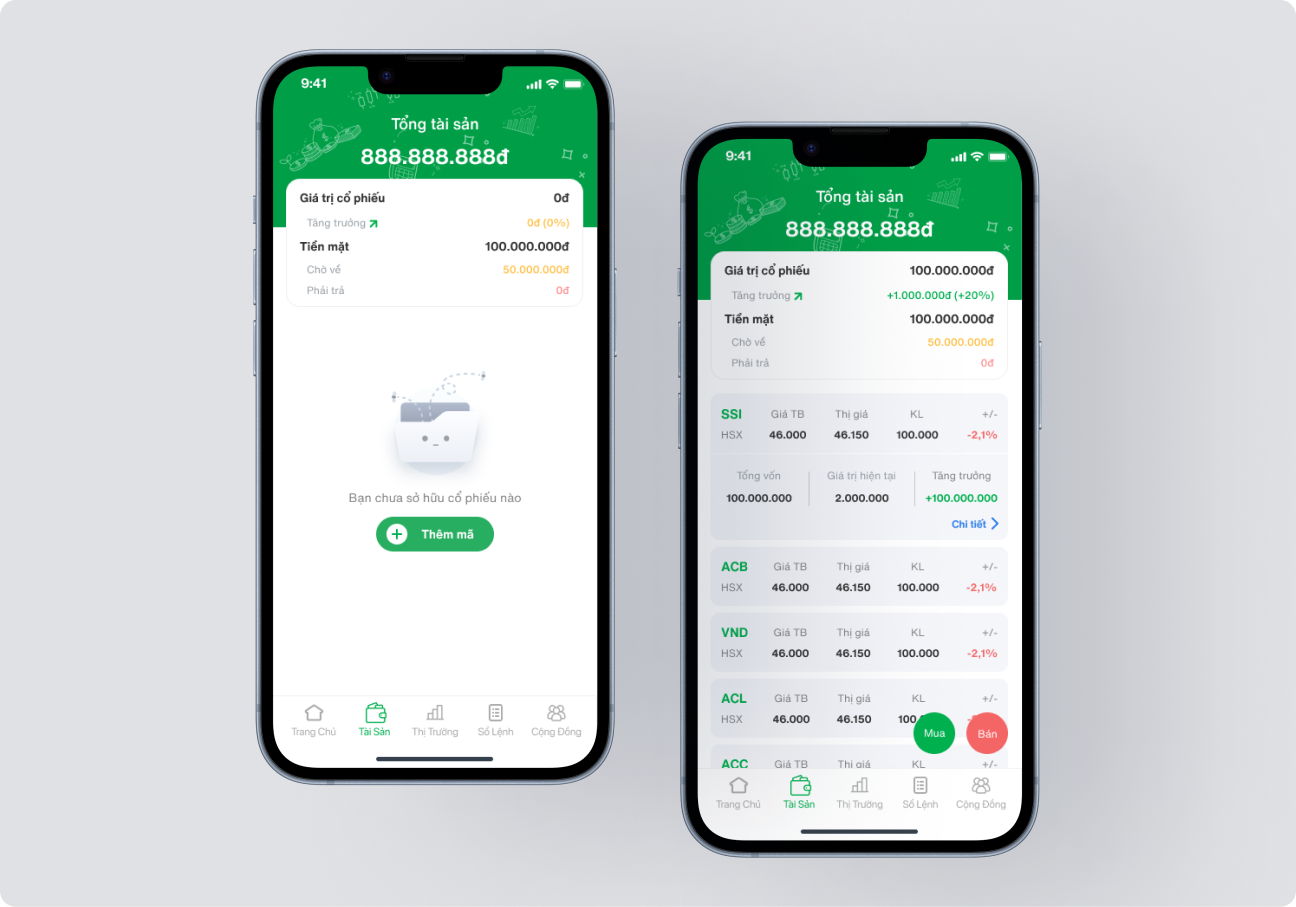 9:41
Tổng tài sản
888.888.888đ
Giá trị cổ phiếu 0đ
Tăng trưởng 0đ (0%)
Tiền mặt 100.000.000đ
Chờ về 50.000.000đ
Phải trả 0đ
Bạn chưa sở hữu cổ phiếu nào
Thêm mã
Trang Chủ Tài Sản Thị Trường Sổ Lệnh Cộng Đồng
9:41
Tổng tài sản
888.888.888đ
Giá trị cổ phiếu 100.000.000đ
Tăng trưởng +1.000.000đ (+20%)
Tiền mặt 100.000.000đ
Chờ về 50.000.000đ
Phải trả 0đ
SSI Giá TB Thị giá KL +/-
HSX 46.000 46.150 100.000 -2,1%
Tổng vốn Giá trị hiện tại Tăng trưởng
100.000.000 2.000.000 +100.000.000
Chi tiết
ACB Giá TB Thị giá KL +/-
HSX 46.000 46.150 100.000 -2,1%
VND Giá TB Thị giá KL +/-
HSX 46.000 46.150 100.000 -2,1%
ACL Giá TB Thị giá KL +/-
HSX 46.000 46.150
Mua Bán
ACC Giá TB Thị giá KL +/-
Trang Chủ Tài Sản Thị Trường Sổ Lệnh Cộng Đồng